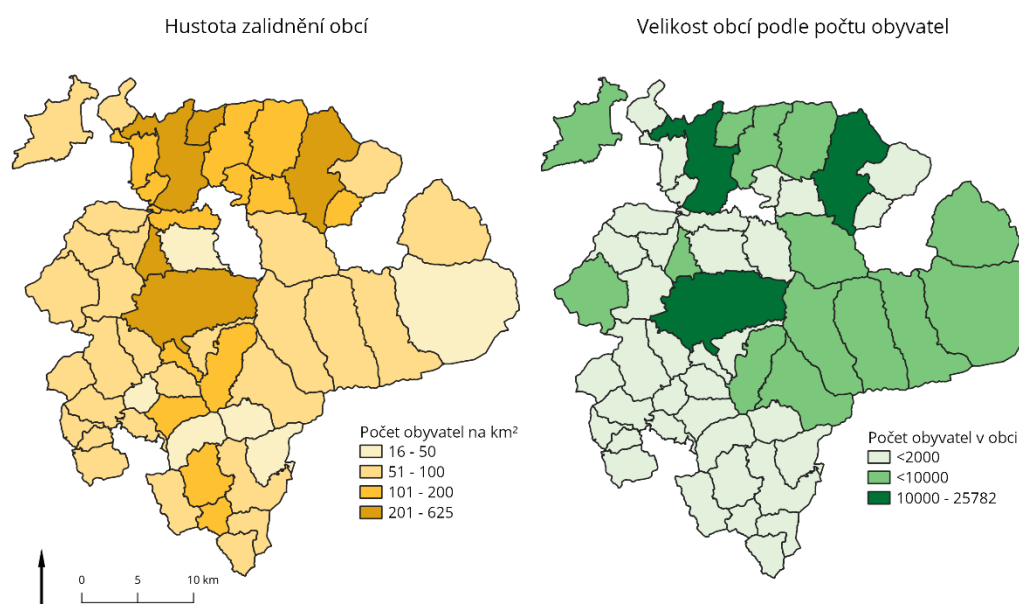 Hustota zalidnění obcí
Velikost obcí podle počtu obyvatel
Počet obyvatel na km²
16 - 50
51 - 100
101 - 200
201 - 625
Počet obyvatel v obci
<2000
<10000
10000 - 25782
0 5 10 km